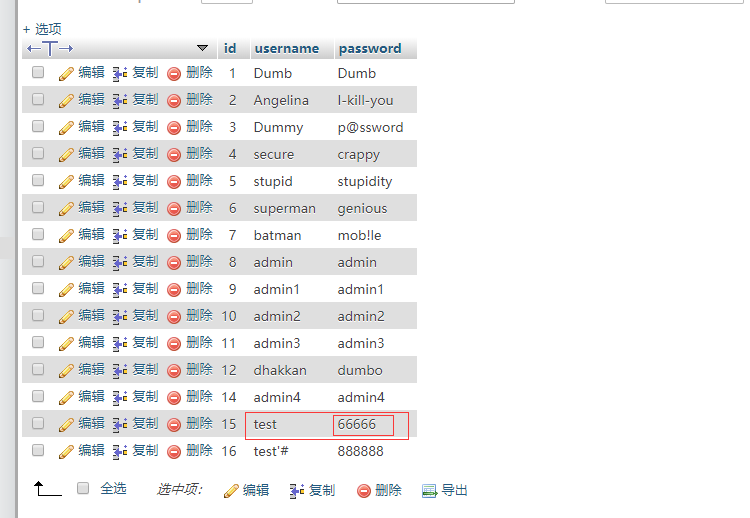 + 选项
←T→ id username password
编辑 复制 删除 1 Dumb Dumb
编辑 复制 删除 2 Angelina I-kill-you
编辑 复制 删除 3 Dummy p@ssword
编辑 复制 删除 4 secure crappy
编辑 复制 删除 5 stupid stupidity
编辑 复制 删除 6 superman genious
编辑 复制 删除 7 batman mob!le
编辑 复制 删除 8 admin admin
编辑 复制 删除 9 admin1 admin1
编辑 复制 删除 10 admin2 admin2
编辑 复制 删除 11 admin3 admin3
编辑 复制 删除 12 dhakkan dumbo
编辑 复制 删除 14 admin4 admin4
编辑 复制 删除 15 test 66666
编辑 复制 删除 16 test'# 888888
全选 选中项： 编辑 复制 删除 导出